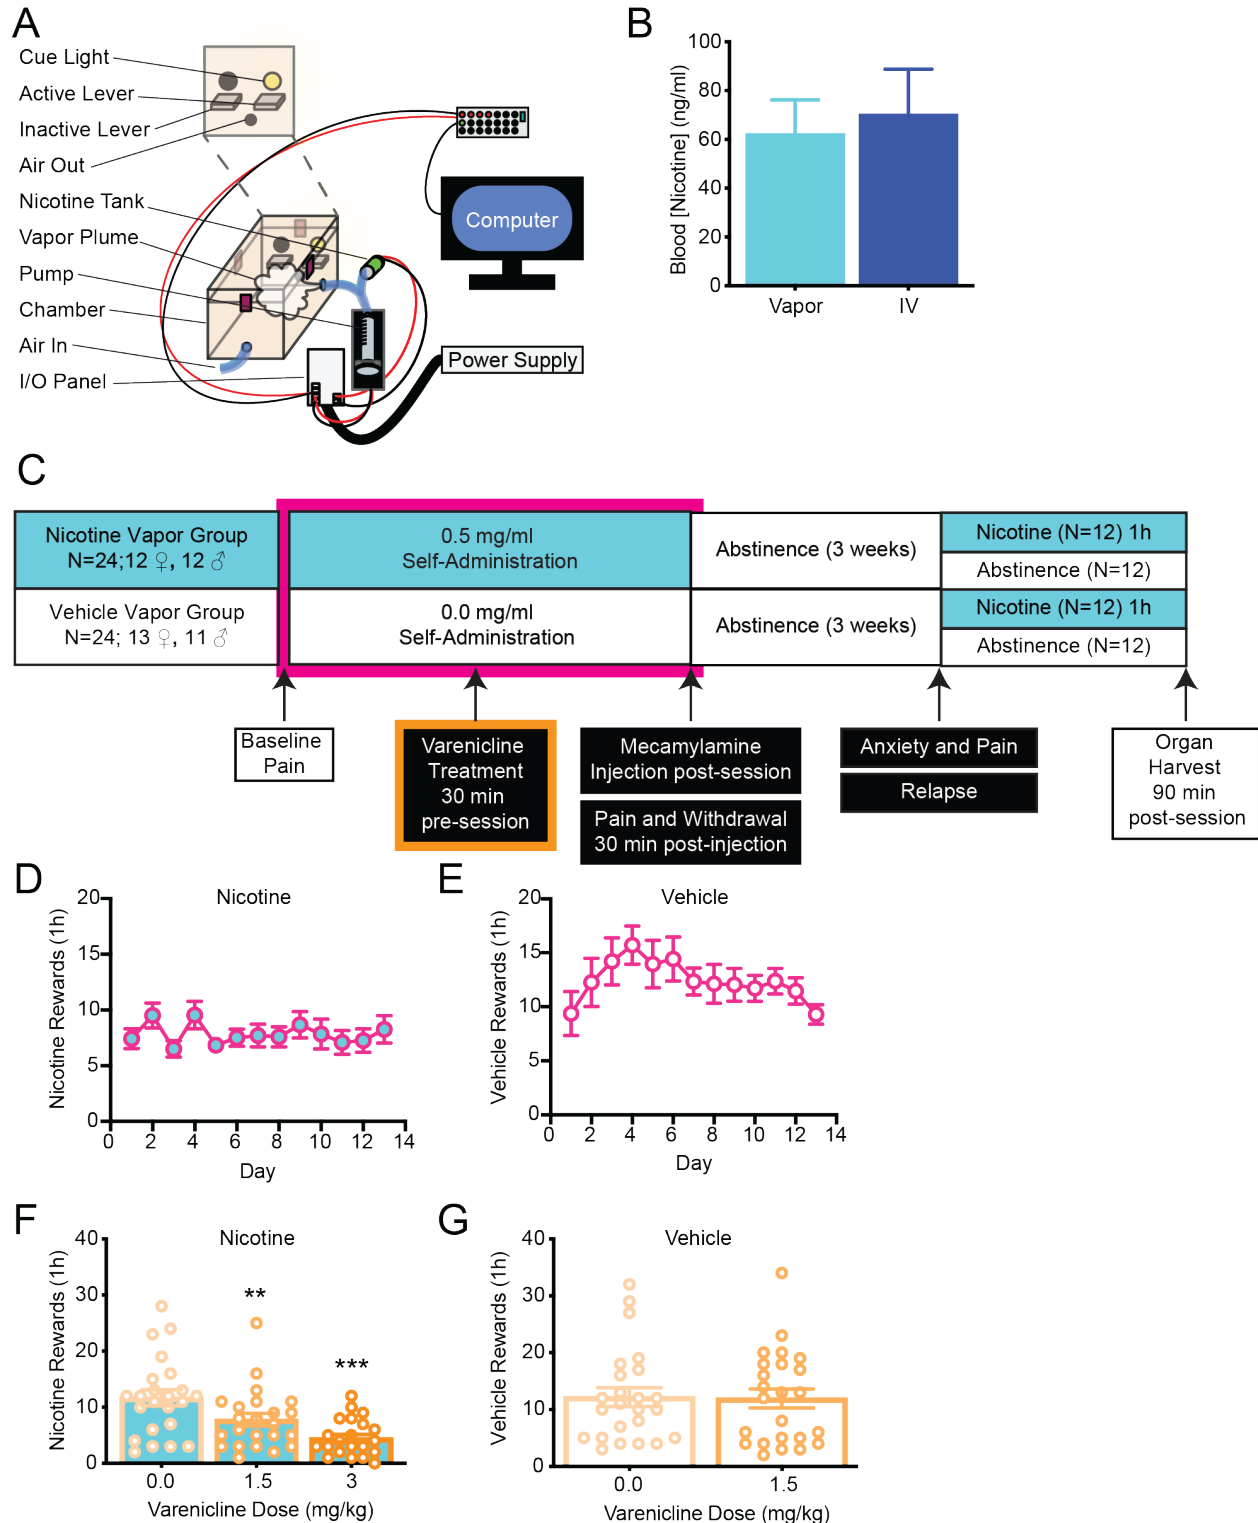 A
Cue Light
Active Lever
Inactive Lever
Air Out
Nicotine Tank
Vapor Plume
Pump
Chamber
Air In
I/O Panel
Computer
Power Supply
B
Blood [Nicotine] (ng/ml)
100
80
60
40
20
0
Vapor IV
C
Nicotine Vapor Group
N=24;12 ♀, 12 ♂
Vehicle Vapor Group
N=24; 13 ♀, 11 ♂
0.5 mg/ml
Self-Administration
0.0 mg/ml
Self-Administration
Abstinence (3 weeks)
Abstinence (3 weeks)
Nicotine (N=12) 1h
Abstinence (N=12)
Nicotine (N=12) 1h
Abstinence (N=12)
Baseline
Pain
Varenicline
Treatment
30 min
pre-session
Mecamylamine
Injection post-session
Pain and Withdrawal
30 min post-injection
Anxiety and Pain
Relapse
Organ
Harvest
90 min
post-session
D
Nicotine
Nicotine Rewards (1h)
20
15
10
5
0
0 2 4 6 8 10 12 14
Day
E
Vehicle
Vehicle Rewards (1h)
20
15
10
5
0
0 2 4 6 8 10 12 14
Day
F
Nicotine
Nicotine Rewards (1h)
40
30
20
10
0
**
***
0.0 1.5 3
Varenicline Dose (mg/kg)
G
Vehicle
Vehicle Rewards (1h)
40
30
20
10
0
0.0 1.5
Varenicline Dose (mg/kg)